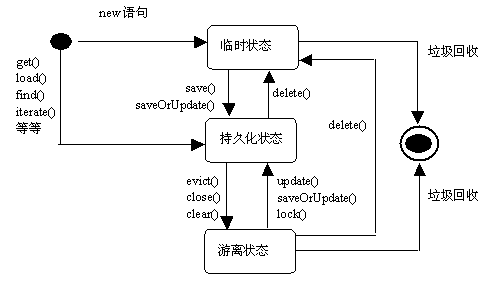 new语句
临时状态
垃圾回收
get()
load()
find()
iterate()
等等
save()
saveOrUpdate()
delete()
delete()
持久化状态
evict()
close()
clear()
update()
saveOrUpdate()
lock()
垃圾回收
游离状态